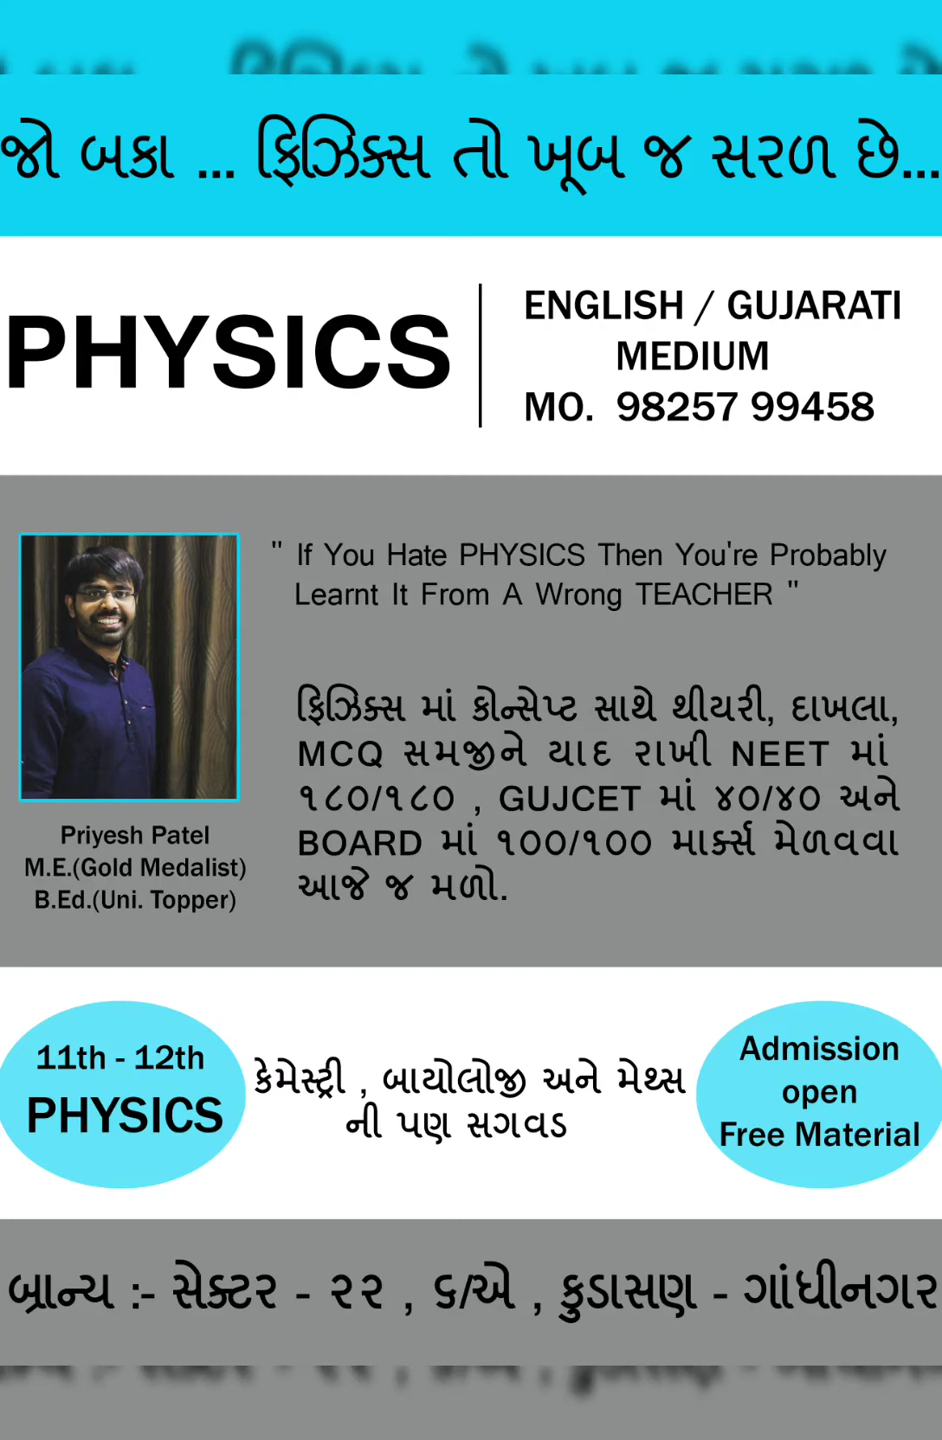 જો બકા ... ફિઝિક્સ તો ખૂબ જ સરળ છે...
PHYSICS
ENGLISH / GUJARATI
MEDIUM
MO. 98257 99458
" If You Hate PHYSICS Then You're Probably
Learnt It From A Wrong TEACHER "
ફિઝિક્સ માં કોન્સેપ્ટ સાથે થીયરી, દાખલા,
MCQ સમજીને યાદ રાખી NEET માં
૧૮૦/૧૮૦ , GUJCET માં ૪૦/૪૦ અને
BOARD માં ૧૦૦/૧૦૦ માર્ક્સ મેળવવા
આજે જ મળો.
Priyesh Patel
M.E.(Gold Medalist)
B.Ed.(Uni. Topper)
11th - 12th
PHYSICS
કેમેસ્ટ્રી , બાયોલોજી અને મેથ્સ
ની પણ સગવડ
Admission
open
Free Material
બ્રાન્ચ :- સેક્ટર - ૨૨ , ૬/એ , કુડાસણ - ગાંધીનગર